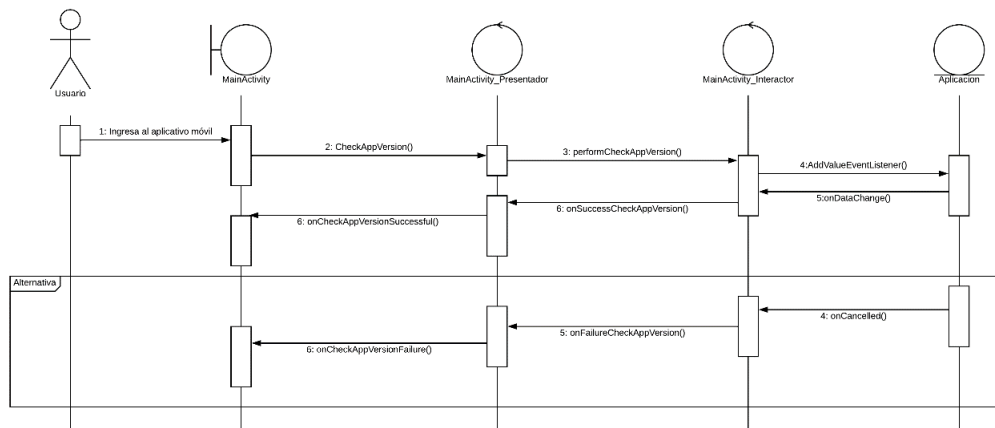 Usuario
MainActivity
MainActivity_Presentador
MainActivity_Interactor
Aplicacion
1: Ingresa al aplicativo móvil
2: CheckAppVersion()
3: performCheckAppVersion()
4:AddValueEventListener()
5:onDataChange()
6: onSuccessCheckAppVersion()
6: onCheckAppVersionSuccessful()
Alternativa
4: onCancelled()
5: onFailureCheckAppVersion()
6: onCheckAppVersionFailure()